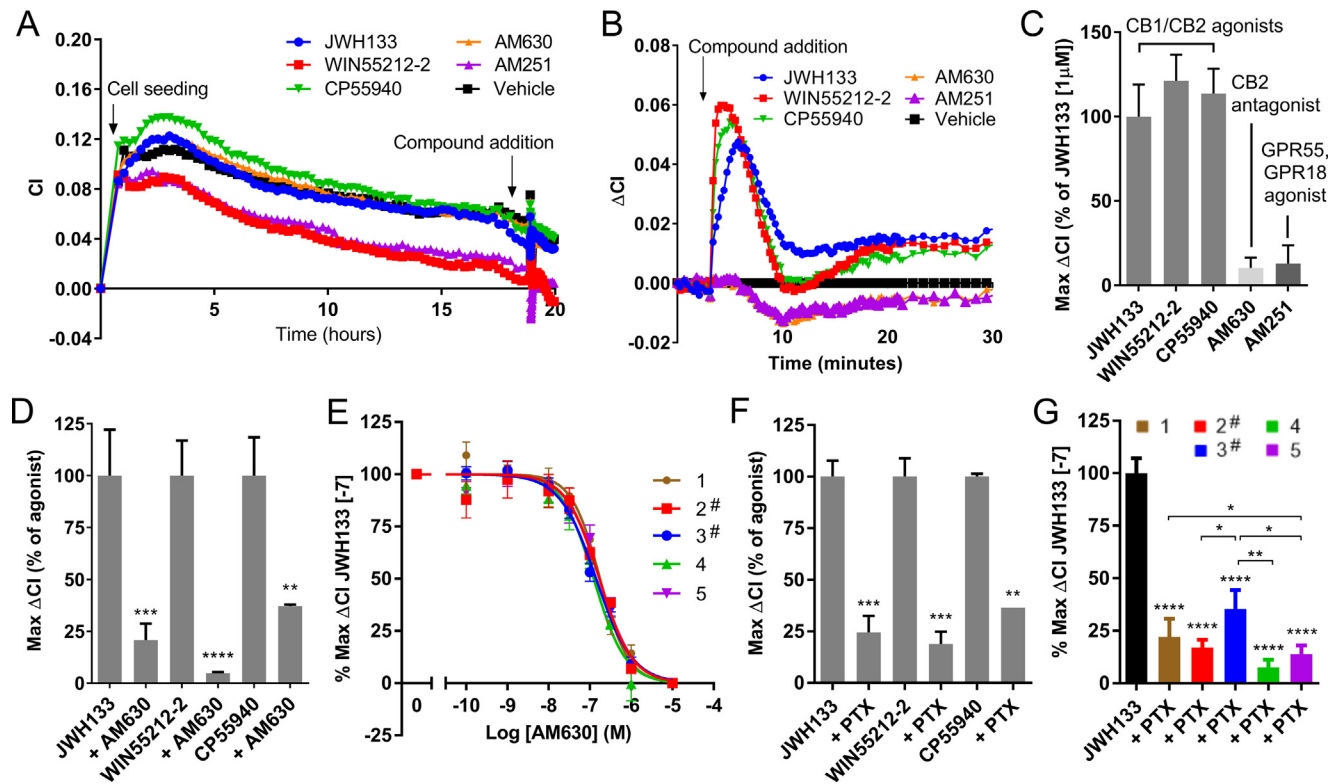 A
CI
0.20
0.16
0.12
0.08
0.04
0.00
-0.04
JWH133
WIN55212-2
CP55940
AM630
AM251
Vehicle
Cell seeding
Compound addition
5
10
15
20
Time (hours)
B
ΔCI
0.08
0.06
0.04
0.02
0.00
-0.02
Compound addition
JWH133
WIN55212-2
CP55940
AM630
AM251
Vehicle
10
20
30
Time (minutes)
C
Max ΔCI (% of JWH133 [1μM])
150
125
100
75
50
25
0
CB1/CB2 agonists
CB2
antagonist
GPR55,
GPR18
agonist
JWH133
WIN55212-2
CP55940
AM630
AM251
D
Max ΔCI (% of agonist)
125
100
75
50
25
0
***
****
**
JWH133
+ AM630
WIN55212-2
+ AM630
CP55940
+ AM630
E
% Max ΔCI JWH133 [-7]
125
100
75
50
25
0
-25
1
2#
3#
4
5
0
-10
-9
-8
-7
-6
-5
-4
Log [AM630] (M)
F
Max ΔCI (% of agonist)
125
100
75
50
25
0
***
***
**
JWH133
+ PTX
WIN55212-2
+ PTX
CP55940
+ PTX
G
% Max ΔCI JWH133 [-7]
125
100
75
50
25
0
1
2#
4
3#
5
*
*
*
**
****
****
****
****
****
JWH133
+ PTX
+ PTX
+ PTX
+ PTX
+ PTX